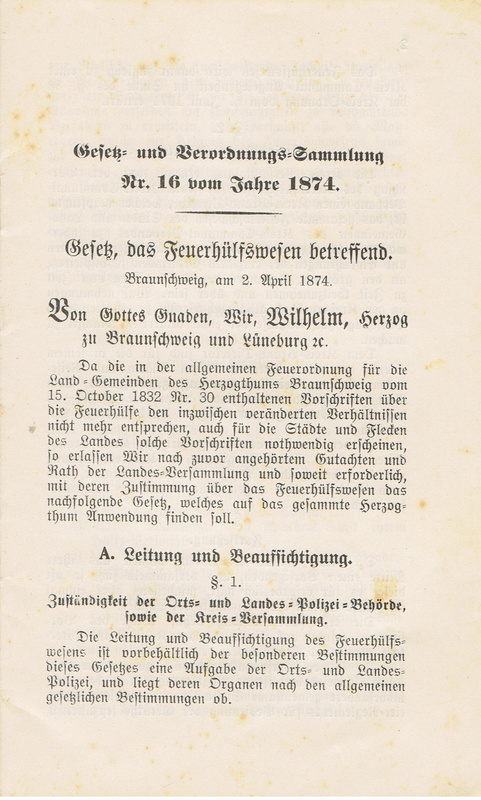 Gesetz- und Verordnungs-Sammlung
Nr. 16 vom Jahre 1874.
Gesetz, das Feuerhülfswesen betreffend.
Braunschweig, am 2. April 1874.
Von Gottes Gnaden, Wir, Wilhelm, Herzog
zu Braunschweig und Lüneburg ꝛc.
Da die in der allgemeinen Feuerordnung für die
Land-Gemeinden des Herzogthums Braunschweig vom
15. October 1832 Nr. 30 enthaltenen Vorschriften über
die Feuerhülfe den inzwischen veränderten Verhältnissen
nicht mehr entsprechen, auch für die Städte und Flecken
des Landes solche Vorschriften nothwendig erscheinen,
so erlassen Wir nach zuvor angehörtem Gutachten und
Rath der Landes-Versammlung und soweit erforderlich,
mit deren Zustimmung über das Feuerhülfswesen das
nachfolgende Gesetz, welches auf das gesammte Herzog-
thum Anwendung finden soll.
A. Leitung und Beaufsichtigung.
§. 1.
Zuständigkeit der Orts- und Landes-Polizei-Behörde,
sowie der Kreis-Versammlung.
Die Leitung und Beaufsichtigung des Feuerhülfs-
wesens ist vorbehältlich der besonderen Bestimmungen
dieses Gesetzes eine Aufgabe der Orts- und Landes-
Polizei, und liegt deren Organen nach den allgemeinen
gesetzlichen Bestimmungen ob.